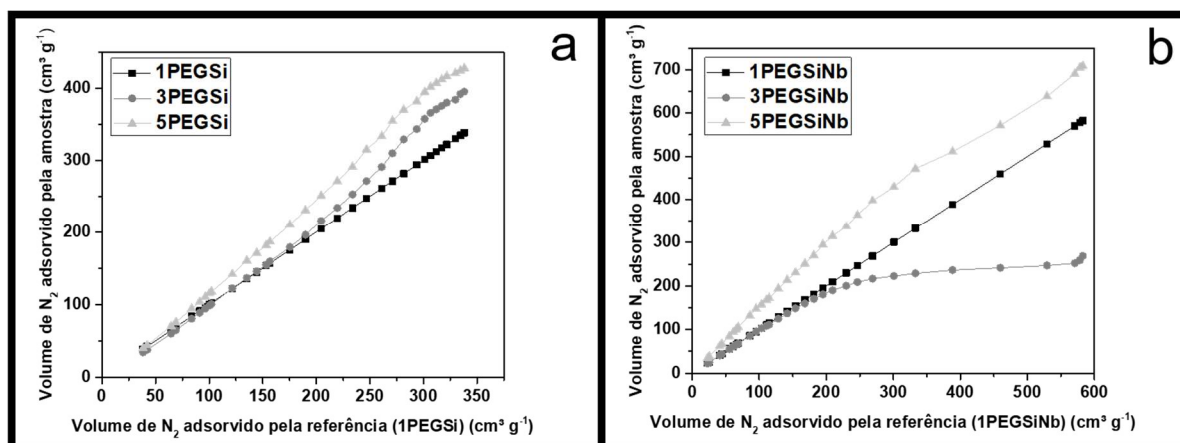 a
Volume de N₂ adsorvido pela amostra (cm³ g⁻¹)
1PEGSi
3PEGSi
5PEGSi
400
300
200
100
0
0 50 100 150 200 250 300 350
Volume de N₂ adsorvido pela referência (1PEGSi) (cm³ g⁻¹)
b
Volume de N₂ adsorvido pela amostra (cm³ g⁻¹)
1PEGSiNb
3PEGSiNb
5PEGSiNb
700
600
500
400
300
200
100
0
0 100 200 300 400 500 600
Volume de N₂ adsorvido pela referência (1PEGSiNb) (cm³ g⁻¹)